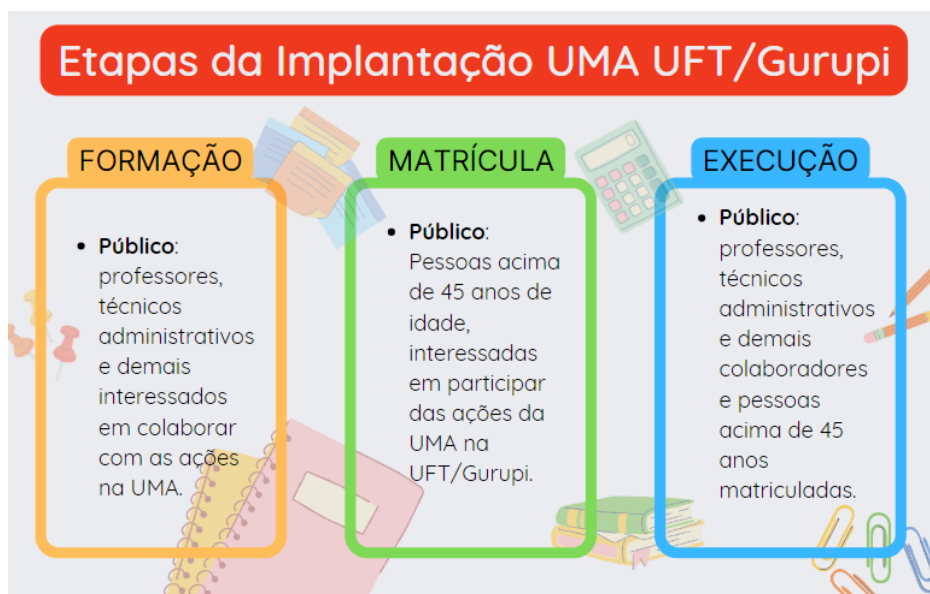 Etapas da Implantação UMA UFT/Gurupi
FORMAÇÃO
• Público:
professores,
técnicos
administrativos
e demais
interessados
em colaborar
com as ações
na UMA.
MATRÍCULA
• Público:
Pessoas acima
de 45 anos de
idade,
interessadas
em participar
das ações da
UMA na
UFT/Gurupi.
EXECUÇÃO
• Público:
professores,
técnicos
administrativos
e demais
colaboradores
e pessoas
acima de 45
anos
matriculadas.